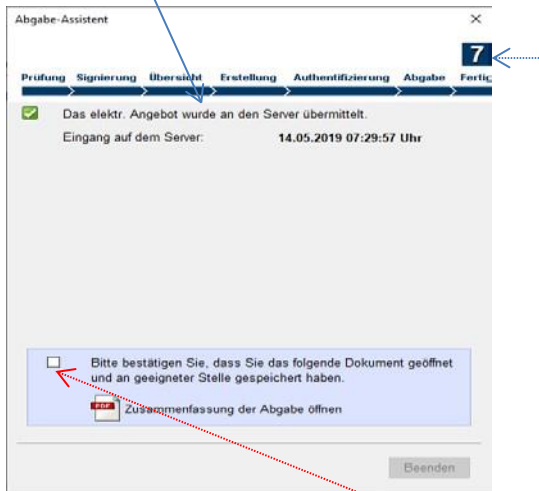 Abgabe-Assistent
7
Prüfung Signierung Übersicht Erstellung Authentifizierung Abgabe Fertig
Das elektr. Angebot wurde an den Server übermittelt.
Eingang auf dem Server: 14.05.2019 07:29:57 Uhr
Bitte bestätigen Sie, dass Sie das folgende Dokument geöffnet
und an geeigneter Stelle gespeichert haben.
PDF Zusammenfassung der Abgabe öffnen
Beenden